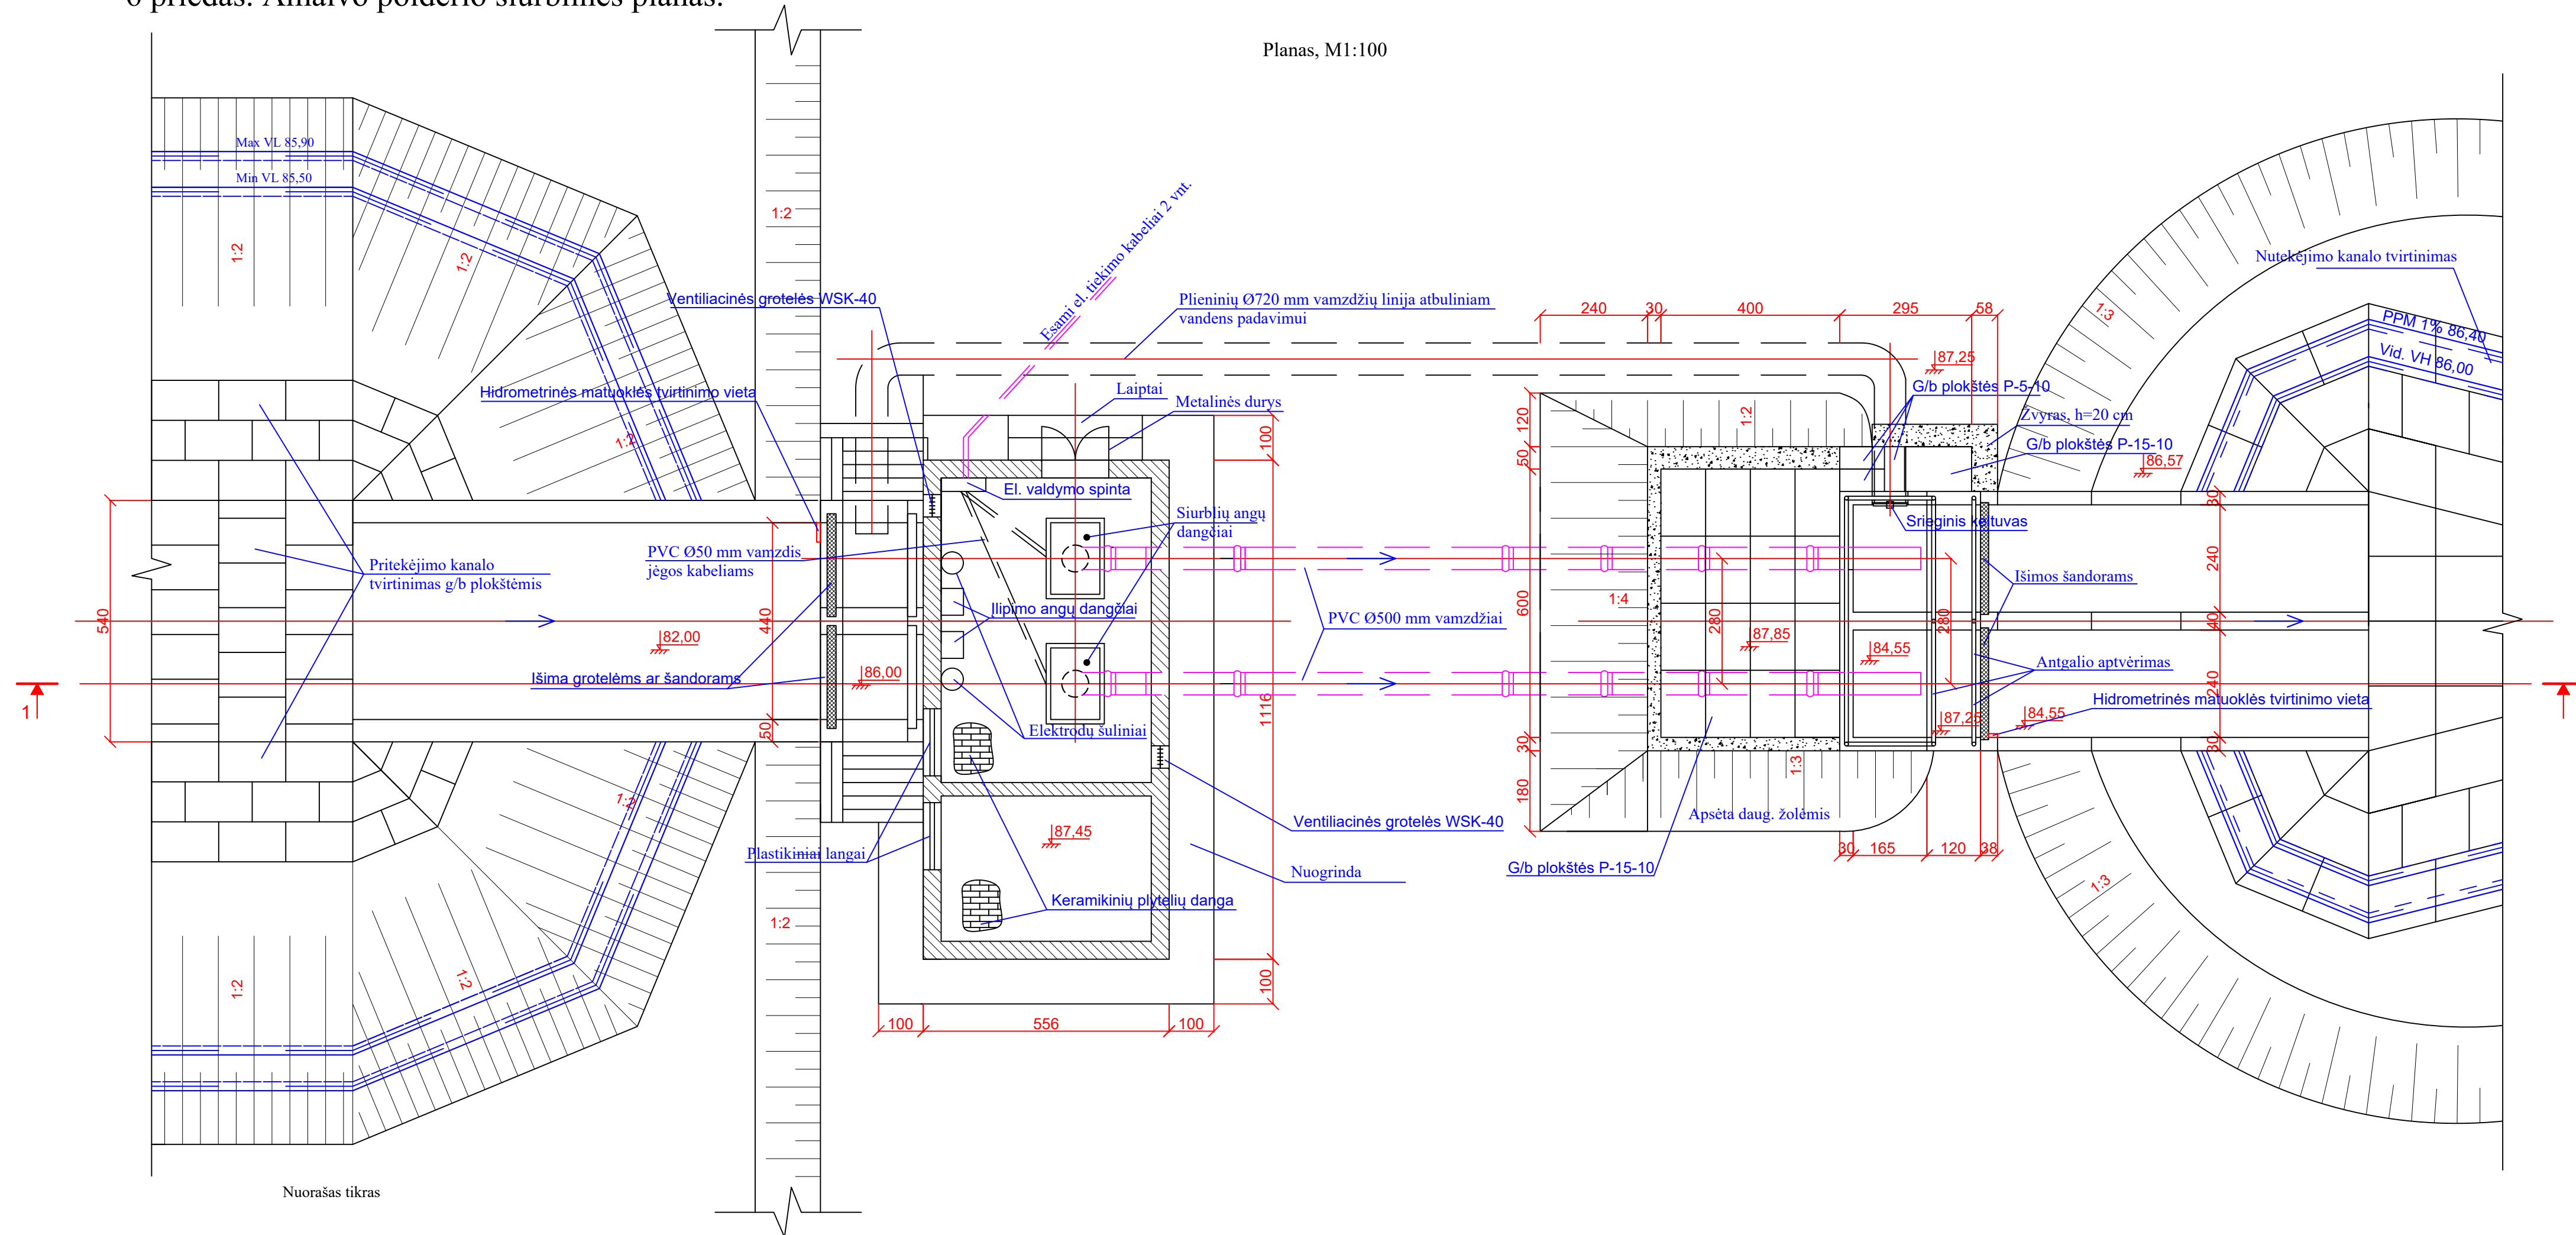 Planas, M1:100
Max VL 85,90
Min VL 85,50
1:2
1:2
1:2
1:2
Ventiliacinės grotelės WSK-40
Esami el. tiekimo kabeliai 2 vnt.
Plieninių Ø720 mm vamzdžių linija atbuliniam
vandens padavimui
240
30
400
295
58
87,25
1:3
Nutekėjimo kanalo tvirtinimas
PPM 1% 86,40
Vid. VH 86,00
Hidrometrinės matuoklės tvirtinimo vieta
Laiptai
Metalinės durys
100
120
50
1:2
G/b plokštės P-5-10
Žvyras, h=20 cm
G/b plokštės P-15-10
86,57
El. valdymo spinta
Siurblių angų
dangčiai
Srieginis keltuvas
30
PVC Ø50 mm vamzdis
jėgos kabeliams
Pritekėjimo kanalo
tvirtinimas g/b plokštėmis
540
440
82,00
Įlipimo angų dangčiai
PVC Ø500 mm vamzdžiai
600
1:4
280
87,85
84,55
280
Išimos šandorams
240
40
Antgalio aptvėrimas
240
Išima grotelėms ar šandorams
86,00
1
50
Elektrodų šuliniai
1116
30
180
1:3
87,25
84,55
Hidrometrinės matuoklės tvirtinimo vieta
30
1:2
Plastikiniai langai
87,45
Ventiliacinės grotelės WSK-40
Apsėta daug. žolėmis
Nuogrinda
G/b plokštės P-15-10
30
165
120
38
1:3
Keramikinių plytelių danga
1:2
1:2
1:2
100
100
556
100
Nuorašas tikras